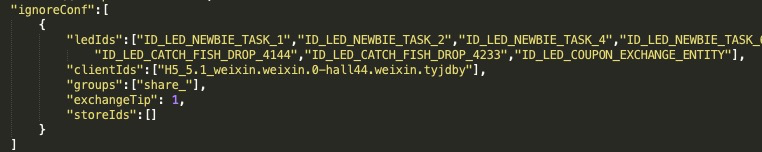 "ignoreConf":[
{
"ledIds":["ID_LED_NEWBIE_TASK_1","ID_LED_NEWBIE_TASK_2","ID_LED_NEWBIE_TASK_4","ID_LED_NEWBIE_TASK_
"ID_LED_CATCH_FISH_DROP_4144","ID_LED_CATCH_FISH_DROP_4233","ID_LED_COUPON_EXCHANGE_ENTITY"],
"clientIds":["H5_5.1_weixin.weixin.0-hall44.weixin.tyjdby"],
"groups":["share_"],
"exchangeTip": 1,
"storeIds":[]
}
]